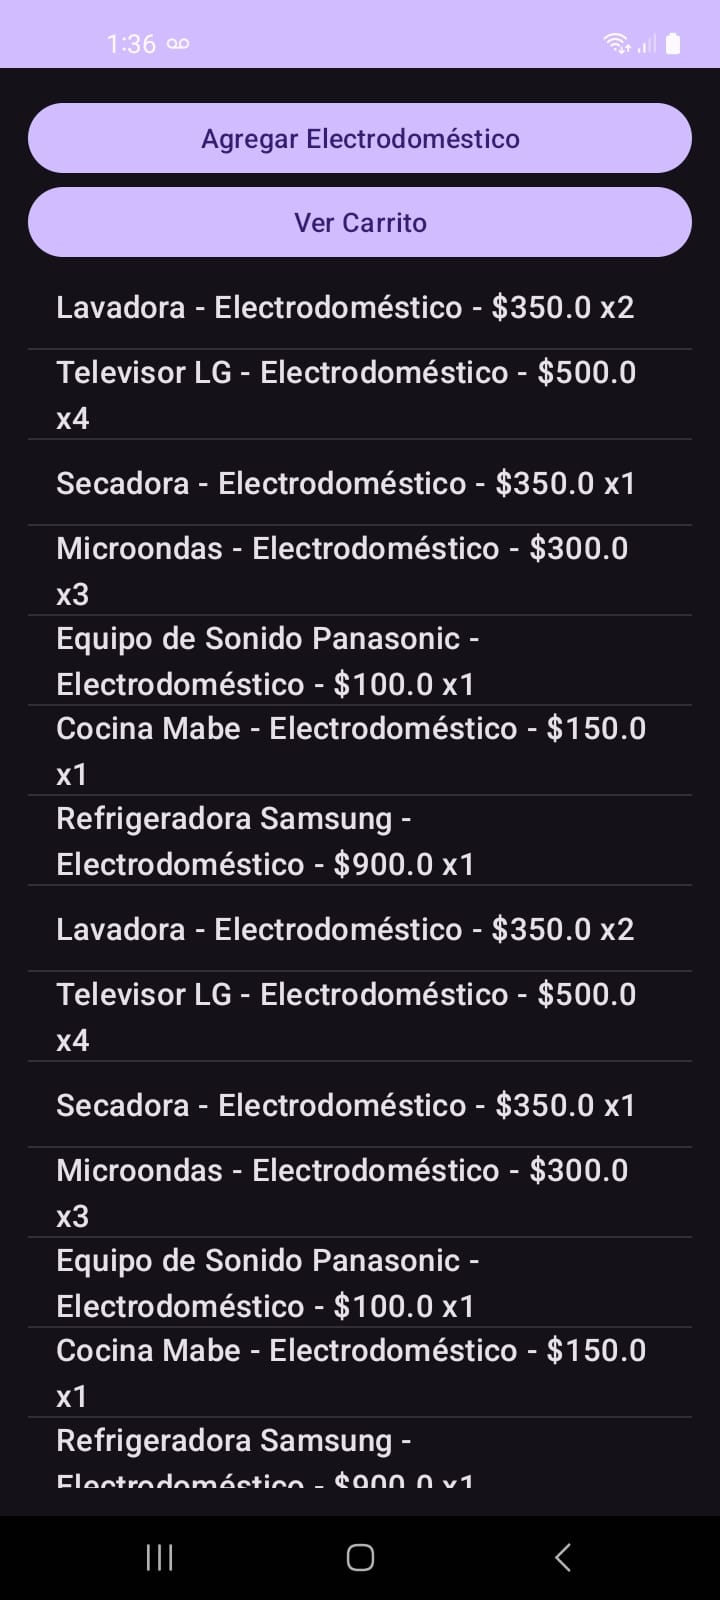 1:36
Agregar Electrodoméstico
Ver Carrito
Lavadora - Electrodoméstico - $350.0 x2
Televisor LG - Electrodoméstico - $500.0
x4
Secadora - Electrodoméstico - $350.0 x1
Microondas - Electrodoméstico - $300.0
x3
Equipo de Sonido Panasonic -
Electrodoméstico - $100.0 x1
Cocina Mabe - Electrodoméstico - $150.0
x1
Refrigeradora Samsung -
Electrodoméstico - $900.0 x1
Lavadora - Electrodoméstico - $350.0 x2
Televisor LG - Electrodoméstico - $500.0
x4
Secadora - Electrodoméstico - $350.0 x1
Microondas - Electrodoméstico - $300.0
x3
Equipo de Sonido Panasonic -
Electrodoméstico - $100.0 x1
Cocina Mabe - Electrodoméstico - $150.0
x1
Refrigeradora Samsung -
Electrodoméstico - $900.0 x1